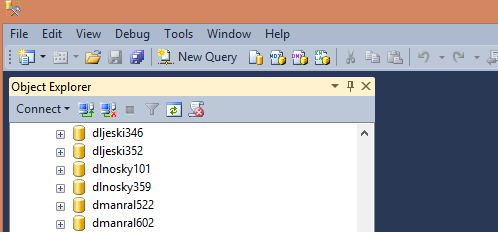 File Edit View Debug Tools Window Help
New Query
Object Explorer
Connect
dljeski346
dljeski352
dlnosky101
dlnosky359
dmanral522
dmanral602